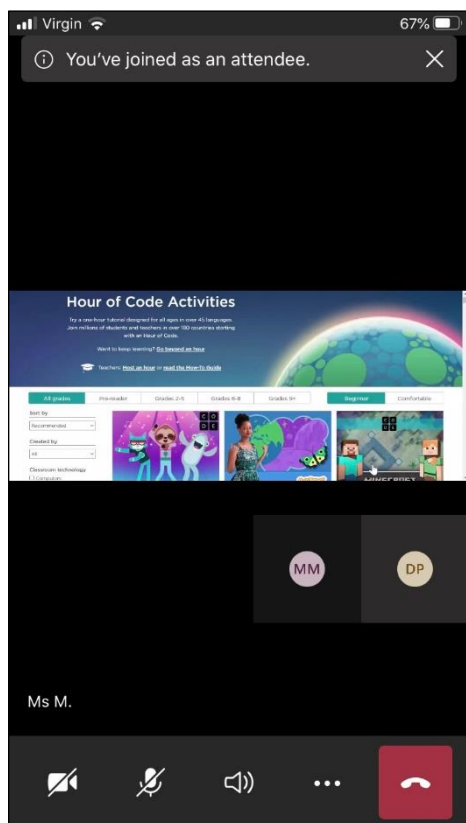 Virgin 67%
You've joined as an attendee.
Hour of Code Activities
Try a one-hour tutorial designed for all ages in over 45 languages.
Join millions of students and teachers in over 180 countries starting
with an Hour of Code.
Want to keep learning? Go beyond an hour
Teachers: Host an hour or read the How-To Guide
All grades Pre-reader Grades 2-5 Grades 6-8 Grades 9+ Beginner Comfortable
Sort by
Recommended
Created by
All
Classroom technology
Computers
C O
D E
MINECRAFT
MM DP
Ms M.